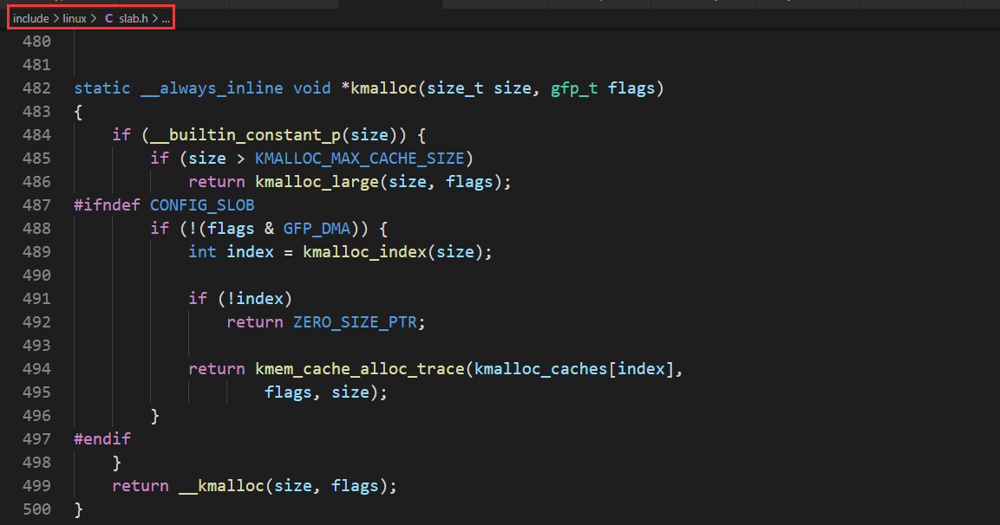 include > linux > C slab.h > ...
480
481
482 static __always_inline void *kmalloc(size_t size, gfp_t flags)
483 {
484     if (__builtin_constant_p(size)) {
485         if (size > KMALLOC_MAX_CACHE_SIZE)
486             return kmalloc_large(size, flags);
487 #ifndef CONFIG_SLOB
488         if (!(flags & GFP_DMA)) {
489             int index = kmalloc_index(size);
490
491             if (!index)
492                 return ZERO_SIZE_PTR;
493
494             return kmem_cache_alloc_trace(kmalloc_caches[index],
495                     flags, size);
496         }
497 #endif
498     }
499     return __kmalloc(size, flags);
500 }